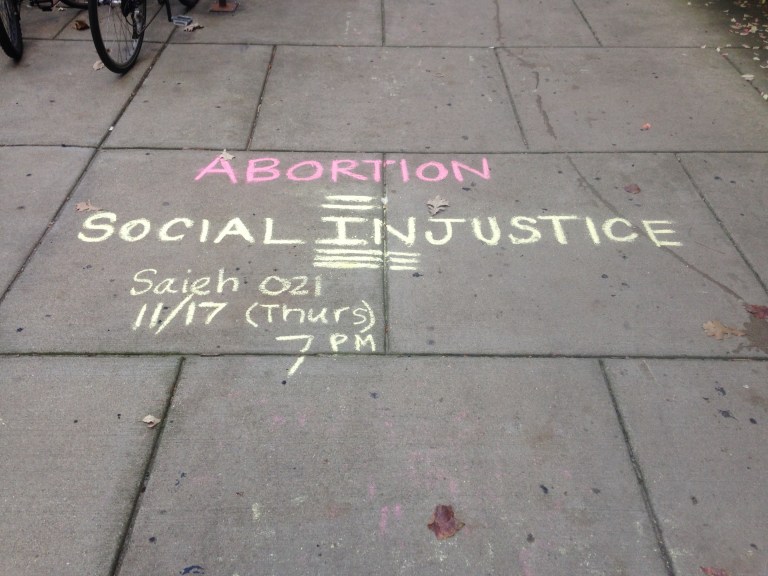 ABORTION
SOCIAL INJUSTICE
Saieh 021
11/17 (Thurs)
7 PM